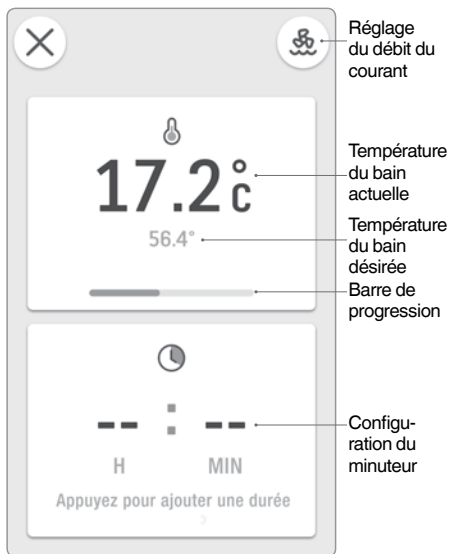 Réglage
du débit du
courant
17.2°C
Température
du bain
actuelle
56.4°
Température
du bain
désirée
Barre de
progression
-- : --
H MIN
Configu-
ration du
minuteur
Appuyez pour ajouter une durée